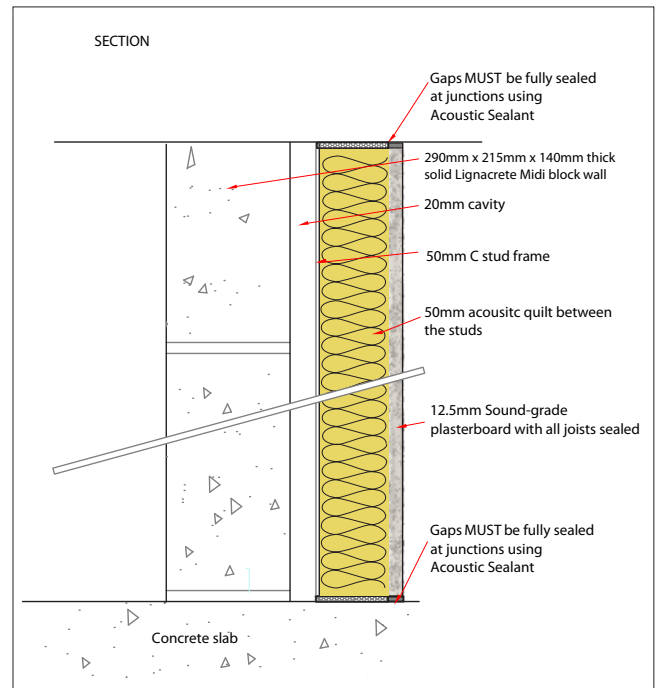 SECTION
Gaps MUST be fully sealed
at junctions using
Acoustic Sealant
290mm x 215mm x 140mm thick
solid Lignacrete Midi block wall
20mm cavity
50mm C stud frame
50mm acousitc quilt between
the studs
12.5mm Sound-grade
plasterboard with all joists sealed
Gaps MUST be fully sealed
at junctions using
Acoustic Sealant
Concrete slab